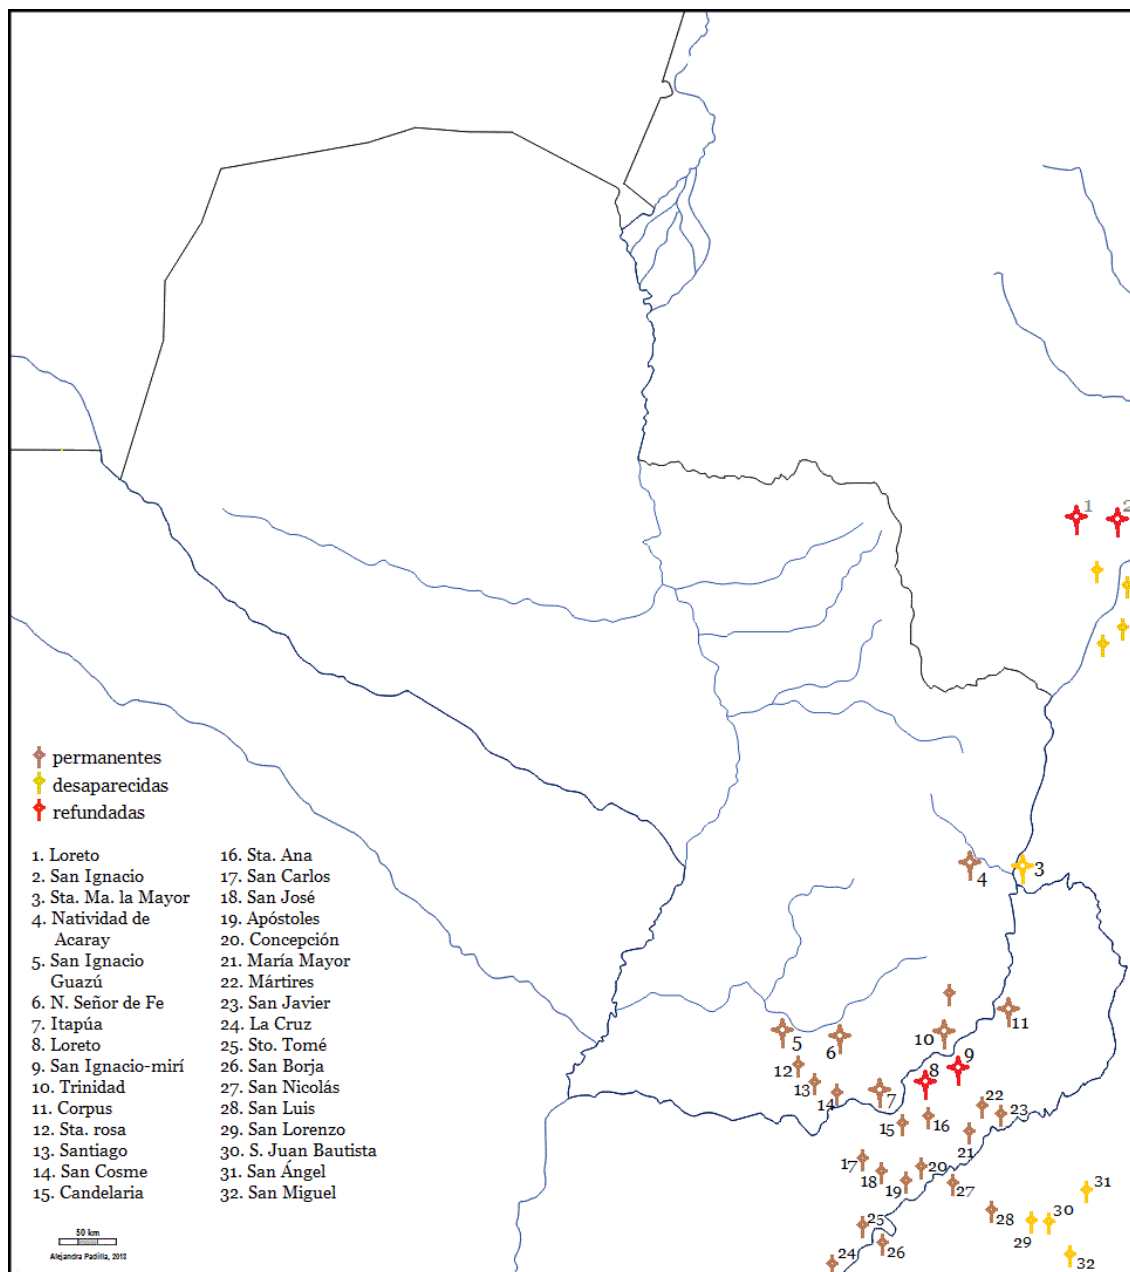 1
2
permanentes
desaparecidas
refundadas
1. Loreto
2. San Ignacio
3. Sta. Ma. la Mayor
4. Natividad de
Acaray
5. San Ignacio
Guazú
6. N. Señor de Fe
7. Itapúa
8. Loreto
9. San Ignacio-mirí
10. Trinidad
11. Corpus
12. Sta. rosa
13. Santiago
14. San Cosme
15. Candelaria
16. Sta. Ana
17. San Carlos
18. San José
19. Apóstoles
20. Concepción
21. María Mayor
22. Mártires
23. San Javier
24. La Cruz
25. Sto. Tomé
26. San Borja
27. San Nicolás
28. San Luis
29. San Lorenzo
30. S. Juan Bautista
31. San Ángel
32. San Miguel
4
3
5
6
10
11
9
8
12
13
14
7
22
23
15
16
21
17
18
19
20
27
31
28
29
30
25
26
24
32
50 km
Alejandra Padilla, 2013